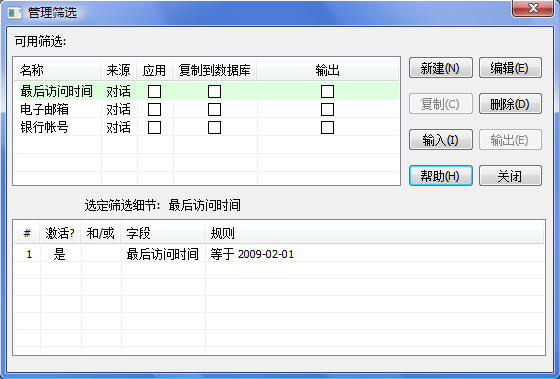 管理筛选
可用筛选:
名称 来源 应用 复制到数据库 输出
最后访问时间 对话
电子邮箱 对话
银行帐号 对话
新建(N) 编辑(E)
复制(C) 删除(D)
输入(I) 输出(E)
帮助(H) 关闭
选定筛选细节: 最后访问时间
# 激活? 和/或 字段 规则
1 是 最后访问时间 等于 2009-02-01